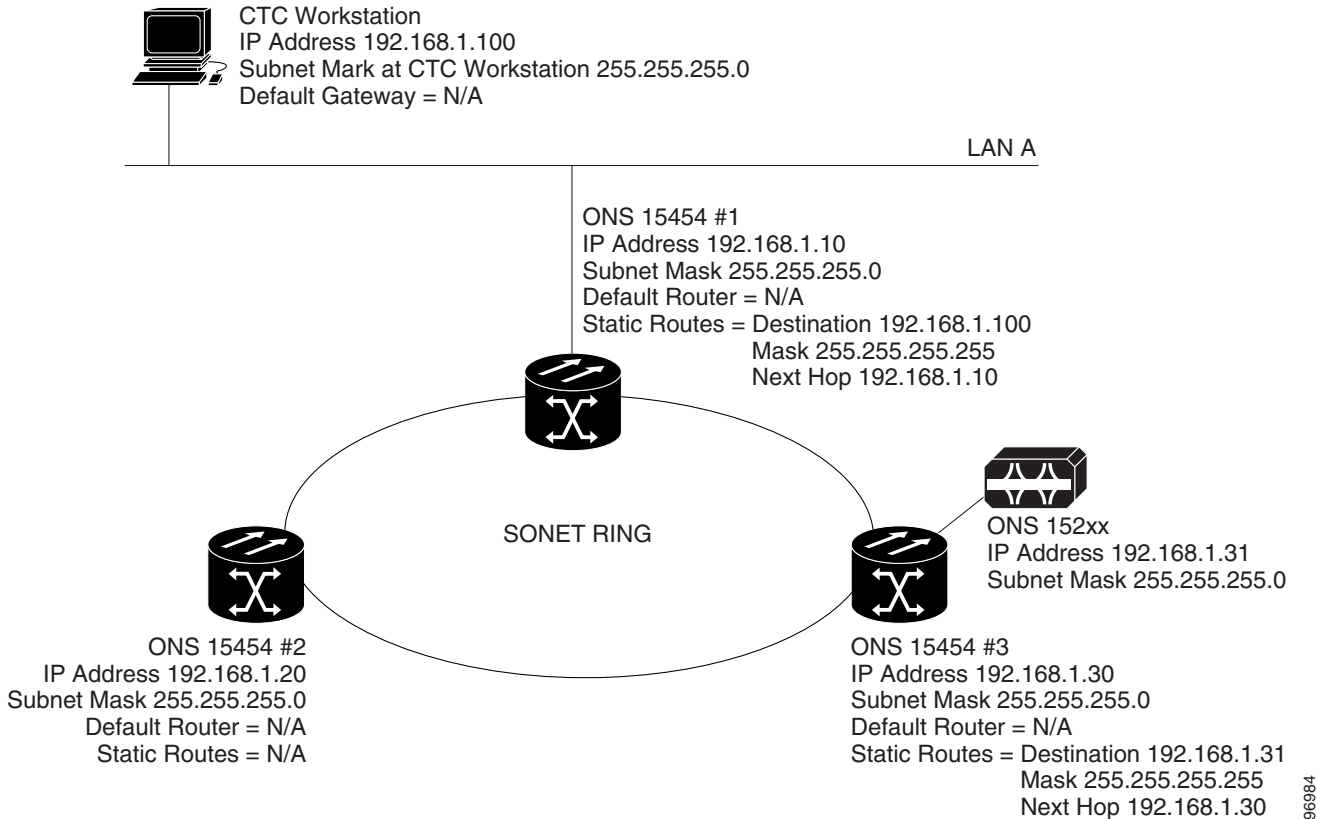 CTC Workstation
IP Address 192.168.1.100
Subnet Mark at CTC Workstation 255.255.255.0
Default Gateway = N/A
LAN A
ONS 15454 #1
IP Address 192.168.1.10
Subnet Mask 255.255.255.0
Default Router = N/A
Static Routes = Destination 192.168.1.100
Mask 255.255.255.255
Next Hop 192.168.1.10
SONET RING
ONS 152xx
IP Address 192.168.1.31
Subnet Mask 255.255.255.0
ONS 15454 #2
IP Address 192.168.1.20
Subnet Mask 255.255.255.0
Default Router = N/A
Static Routes = N/A
ONS 15454 #3
IP Address 192.168.1.30
Subnet Mask 255.255.255.0
Default Router = N/A
Static Routes = Destination 192.168.1.31
Mask 255.255.255.255
Next Hop 192.168.1.30
96984